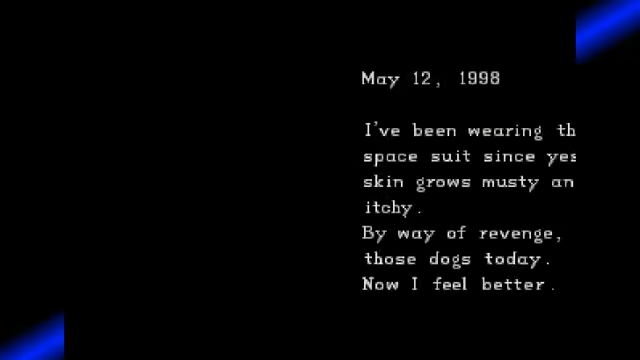 May 12, 1998
I've been wearing th
space suit since yes
skin grows musty an
itchy.
By way of revenge,
those dogs today.
Now I feel better.